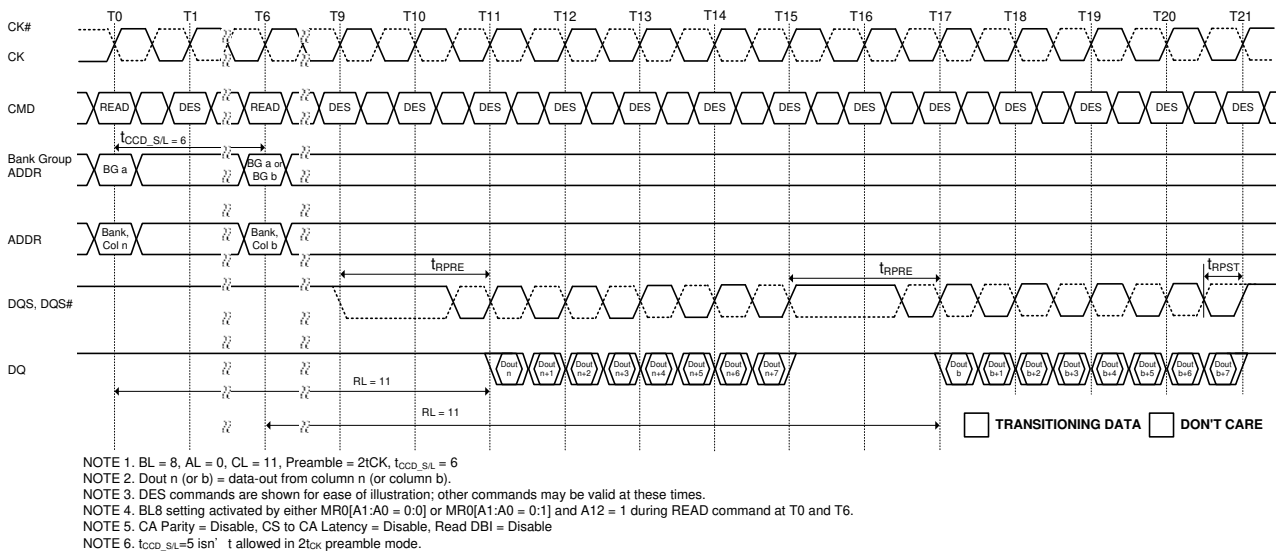 T0 T1 T6 T9 T10 T11 T12 T13 T14 T15 T16 T17 T18 T19 T20 T21
CK#
CK
CMD READ DES READ DES DES DES DES DES DES DES DES DES DES DES DES DES
tCCD_S/L = 6
Bank Group
ADDR
BG a
BG a or
BG b
ADDR
Bank,
Col n
Bank,
Col b
tRPRE tRPRE tRPST
DQS, DQS#
DQ
Dout
n
Dout
n+1
Dout
n+2
Dout
n+3
Dout
n+4
Dout
n+5
Dout
n+6
Dout
n+7
Dout
b
Dout
b+1
Dout
b+2
Dout
b+3
Dout
b+4
Dout
b+5
Dout
b+6
Dout
b+7
RL = 11
RL = 11
TRANSITIONING DATA DON'T CARE
NOTE 1. BL = 8, AL = 0, CL = 11, Preamble = 2tCK, tCCD_S/L = 6
NOTE 2. Dout n (or b) = data-out from column n (or column b).
NOTE 3. DES commands are shown for ease of illustration; other commands may be valid at these times.
NOTE 4. BL8 setting activated by either MR0[A1:A0 = 0:0] or MR0[A1:A0 = 0:1] and A12 = 1 during READ command at T0 and T6.
NOTE 5. CA Parity = Disable, CS to CA Latency = Disable, Read DBI = Disable
NOTE 6. tCCD_S/L=5 isn' t allowed in 2tCK preamble mode.